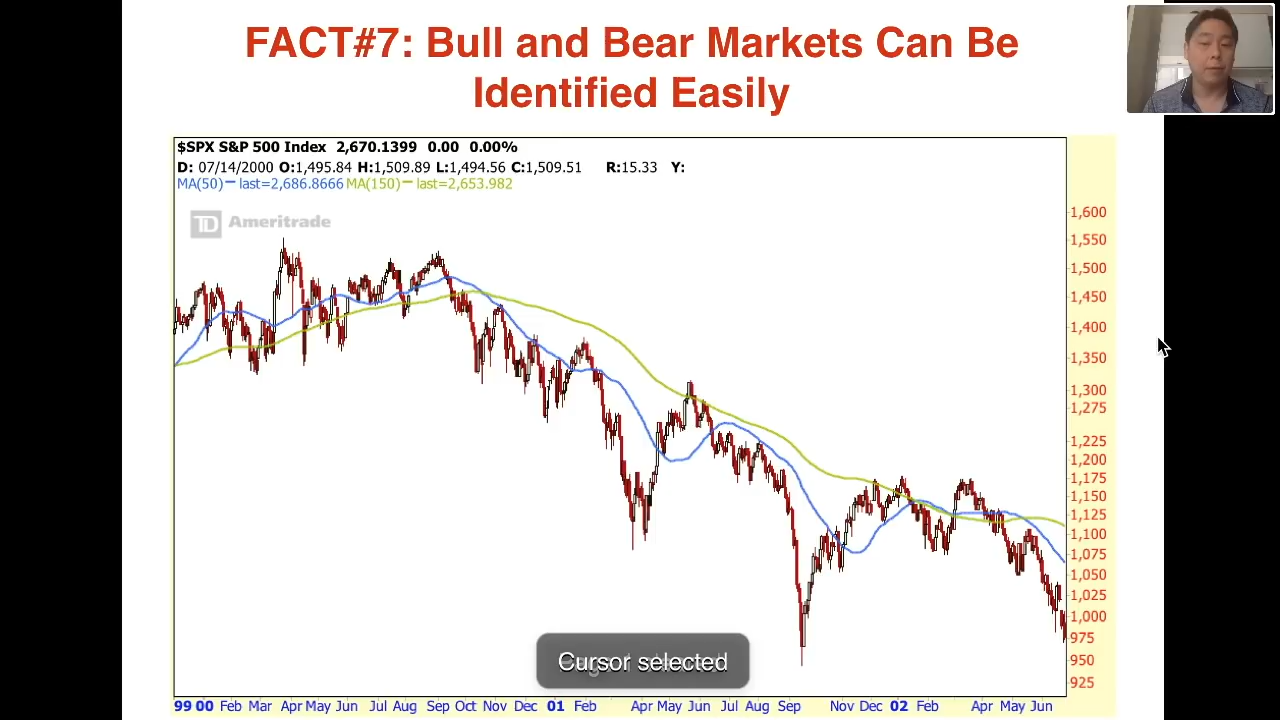 FACT#7: Bull and Bear Markets Can Be
Identified Easily
$SPX S&P 500 Index 2,670.1399 0.00 0.00%
D: 07/14/2000 O:1,495.84 H:1,509.89 L:1,494.56 C:1,509.51 R:15.33 Y:
MA(50) last=2,686.8666 MA(150) last=2,653.982
TD Ameritrade
1,600
1,550
1,500
1,450
1,400
1,350
1,300
1,275
1,225
1,200
1,175
1,150
1,125
1,100
1,075
1,050
1,025
1,000
975
950
925
Cursor selected
99 00 Feb Mar Apr May Jun Jul Aug Sep Oct Nov Dec 01 Feb Apr May Jun Jul Aug Sep Nov Dec 02 Feb Apr May Jun